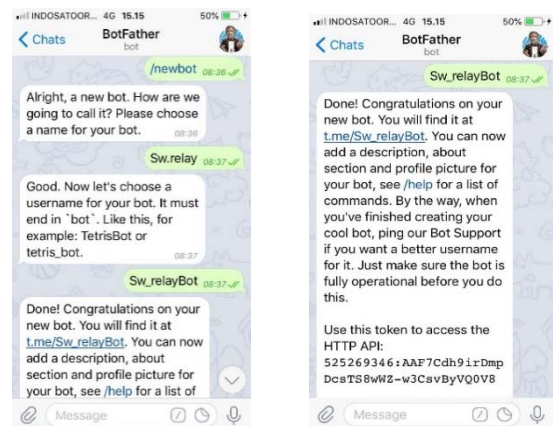 INDOSATOOR... 4G 15.15 50%
Chats
BotFather
bot
/newbot 08:36
Alright, a new bot. How are we
going to call it? Please choose
a name for your bot. 08:36
Sw.relay 08:37
Good. Now let's choose a
username for your bot. It must
end in `bot`. Like this, for
example: TetrisBot or
tetris_bot. 08:37
Sw_relayBot 08:37
Done! Congratulations on your
new bot. You will find it at
t.me/Sw_relayBot. You can now
add a description, about
section and profile picture for
your bot, see /help for a list of
Message
INDOSATOOR... 4G 15.15 50%
Chats
BotFather
bot
Sw_relayBot 08:37
Done! Congratulations on your
new bot. You will find it at
t.me/Sw_relayBot. You can now
add a description, about
section and profile picture for
your bot, see /help for a list of
commands. By the way, when
you've finished creating your
cool bot, ping our Bot Support
if you want a better username
for it. Just make sure the bot is
fully operational before you do
this.
Use this token to access the
HTTP API:
525269346:AAF7Cdh9irDmp
DcsTS8wWZ-w3CsvByVQ0V8
Message